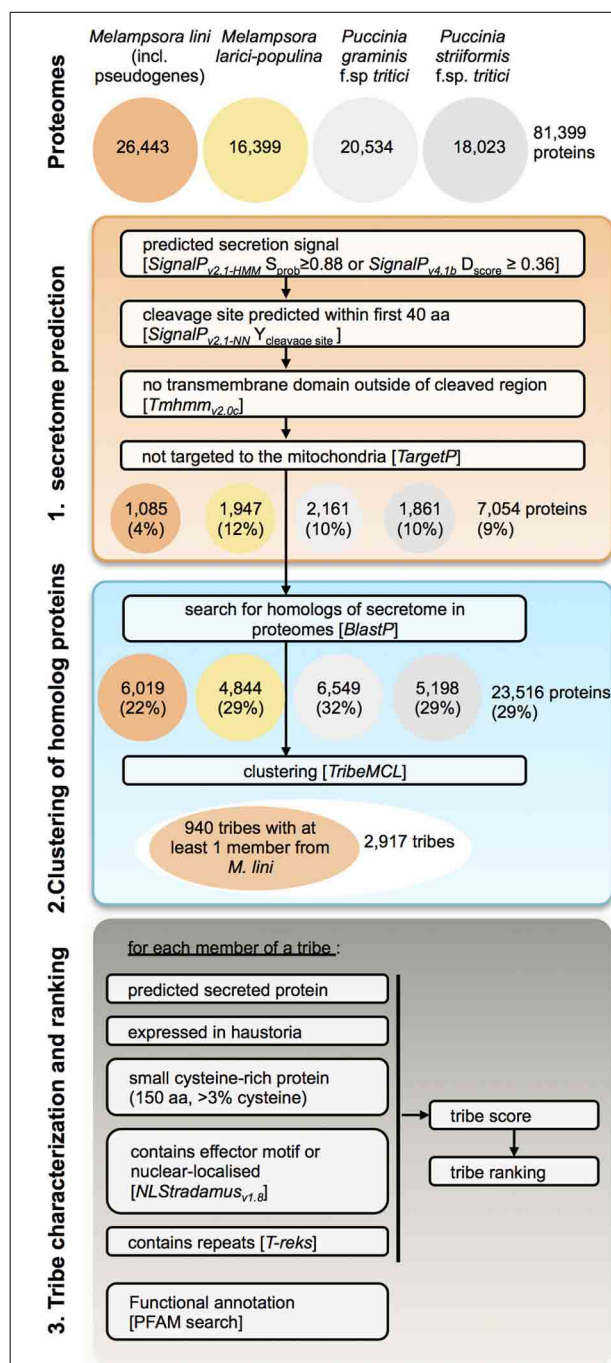 Melampsora lini
(incl.
pseudogenes)
Melampsora
larici-populina
Puccinia
graminis
f.sp tritici
Puccinia
striiformis
f.sp. tritici
Proteomes
26,443
16,399
20,534
18,023
81,399
proteins
1. secretome prediction
predicted secretion signal
[SignalPv2.1-HMM Sprob≥0.88 or SignalPv4.1b Dscore ≥ 0.36]
cleavage site predicted within first 40 aa
[SignalPv2.1-NN Ycleavage site ]
no transmembrane domain outside of cleaved region
[Tmhmmv2.0c]
not targeted to the mitochondria [TargetP]
1,085
(4%)
1,947
(12%)
2,161
(10%)
1,861
(10%)
7,054 proteins
(9%)
2.Clustering of homolog proteins
search for homologs of secretome in
proteomes [BlastP]
6,019
(22%)
4,844
(29%)
6,549
(32%)
5,198
(29%)
23,516 proteins
(29%)
clustering [TribeMCL]
940 tribes with at
least 1 member from
M. lini
2,917 tribes
3. Tribe characterization and ranking
for each member of a tribe :
predicted secreted protein
expressed in haustoria
small cysteine-rich protein
(150 aa, >3% cysteine)
contains effector motif or
nuclear-localised
[NLStradamusv1.8]
contains repeats [T-reks]
tribe score
tribe ranking
Functional annotation
[PFAM search]